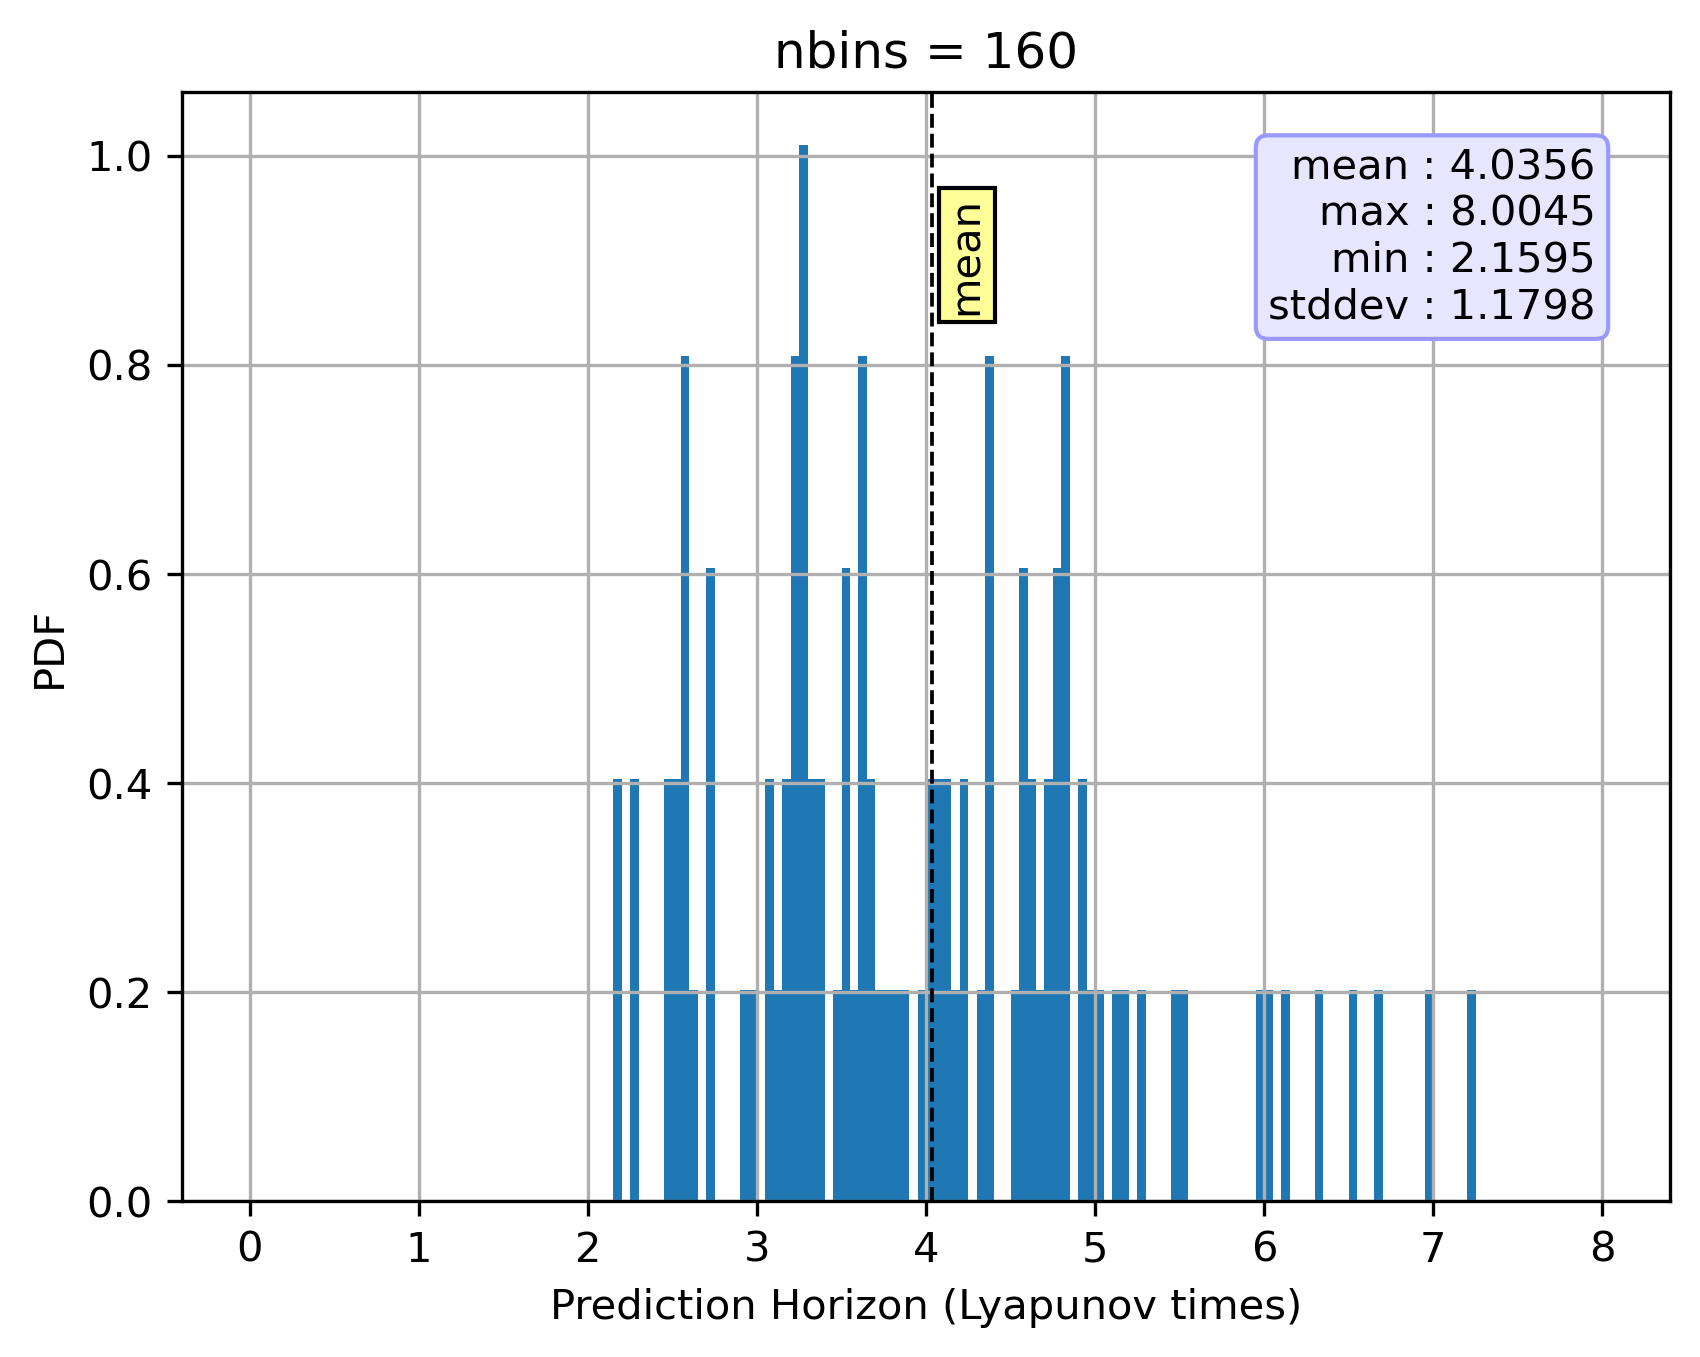 nbins = 160
mean : 4.0356
max : 8.0045
min : 2.1595
stddev : 1.1798
mean
PDF
1.0
0.8
0.6
0.4
0.2
0.0
0 1 2 3 4 5 6 7 8
Prediction Horizon (Lyapunov times)